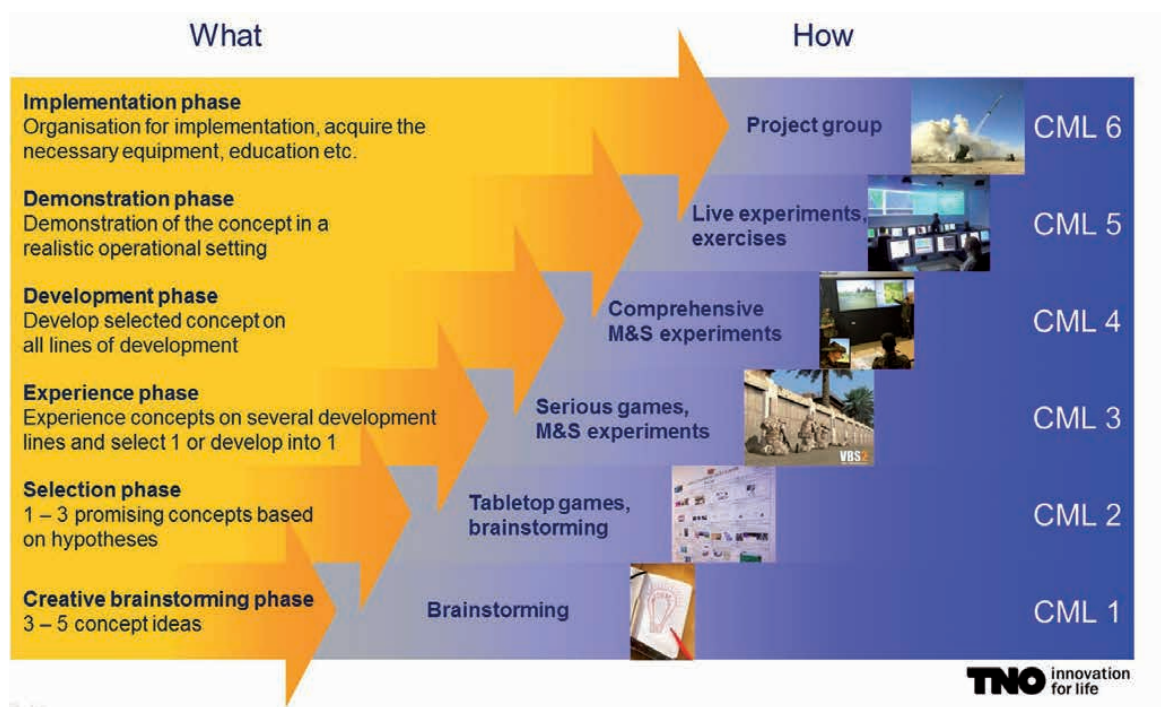 What
How
Implementation phase
Organisation for implementation, acquire the
necessary equipment, education etc.
Project group
CML 6
Demonstration phase
Demonstration of the concept in a
realistic operational setting
Live experiments,
exercises
CML 5
Development phase
Develop selected concept on
all lines of development
Comprehensive
M&S experiments
CML 4
Experience phase
Experience concepts on several development
lines and select 1 or develop into 1
Serious games,
M&S experiments
VBS2
CML 3
Selection phase
1 – 3 promising concepts based
on hypotheses
Tabletop games,
brainstorming
CML 2
Creative brainstorming phase
3 – 5 concept ideas
Brainstorming
CML 1
TNO innovation
for life